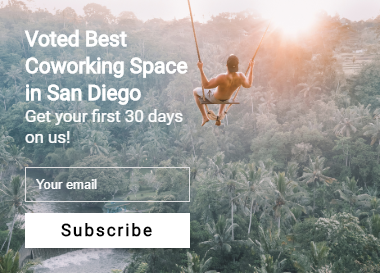 Voted Best
Coworking Space
in San Diego
Get your first 30 days
on us!
Your email
Subscribe